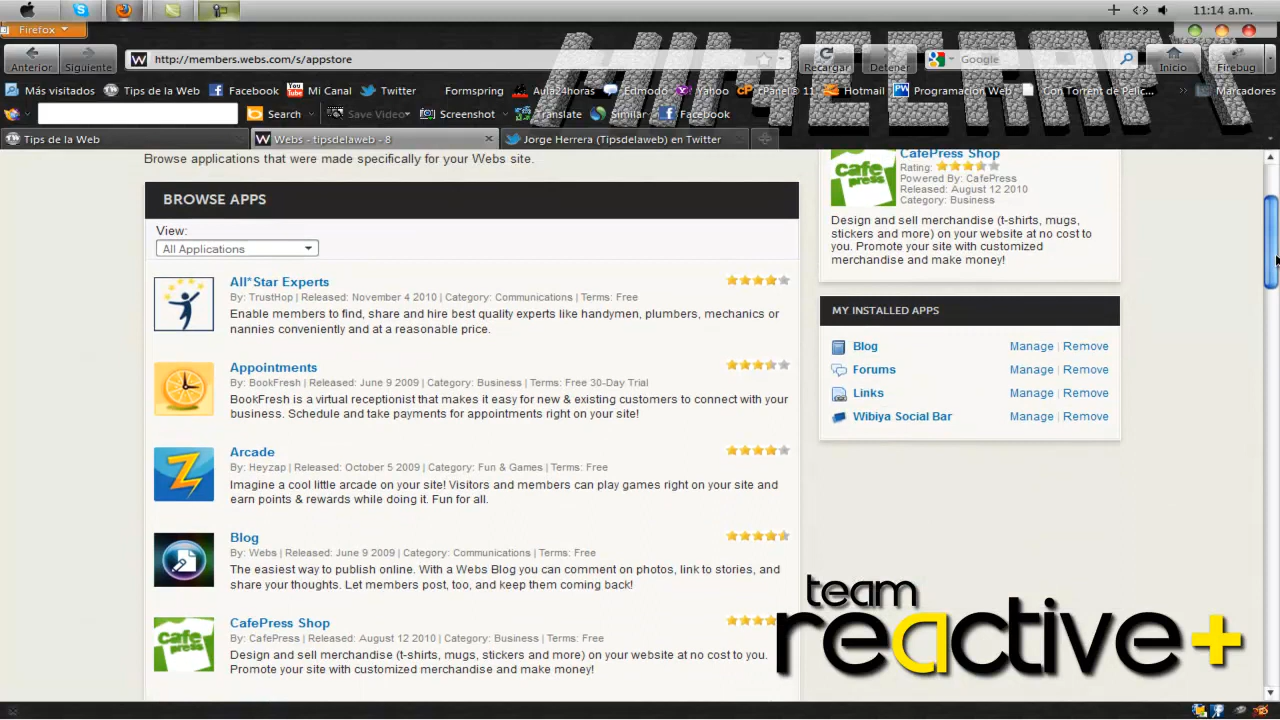 11:14 a.m.
Firefox
MINECRAFT
Anterior
Siguiente
http://members.webs.com/s/appstore
Recargar
Detener
Google
Inicio
Firebug
Más visitados
Tips de la Web
Facebook
Mi Canal
Twitter
Formspring
Aula24horas
Edmodo
Yahoo
cPanel® 11
Hotmail
Programación Web
Con Torrent de Pelíc...
Marcadores
Search
Save Video
Screenshot
Translate
Similar
Facebook
Tips de la Web
Webs - tipsdelaweb - 8
Jorge Herrera (Tipsdelaweb) en Twitter
Browse applications that were made specifically for your Webs site.
BROWSE APPS
View:
All Applications
All*Star Experts
By: TrustHop | Released: November 4 2010 | Category: Communications | Terms: Free
Enable members to find, share and hire best quality experts like handymen, plumbers, mechanics or
nannies conveniently and at a reasonable price.
Appointments
By: BookFresh | Released: June 9 2009 | Category: Business | Terms: Free 30-Day Trial
BookFresh is a virtual receptionist that makes it easy for new & existing customers to connect with your
business. Schedule and take payments for appointments right on your site!
Arcade
By: Heyzap | Released: October 5 2009 | Category: Fun & Games | Terms: Free
Imagine a cool little arcade on your site! Visitors and members can play games right on your site and
earn points & rewards while doing it. Fun for all.
Blog
By: Webs | Released: June 9 2009 | Category: Communications | Terms: Free
The easiest way to publish online. With a Webs Blog you can comment on photos, link to stories, and
share your thoughts. Let members post, too, and keep them coming back!
CafePress Shop
By: CafePress | Released: August 12 2010 | Category: Business | Terms: Free
Design and sell merchandise (t-shirts, mugs, stickers and more) on your website at no cost to you.
Promote your site with customized merchandise and make money!
cafe
press
CafePress Shop
Rating:
Powered By: CafePress
Released: August 12 2010
Category: Business
cafe
press
Design and sell merchandise (t-shirts, mugs,
stickers and more) on your website at no cost to
you. Promote your site with customized
merchandise and make money!
MY INSTALLED APPS
Blog Manage | Remove
Forums Manage | Remove
Links Manage | Remove
Wibiya Social Bar Manage | Remove
team
reactive+